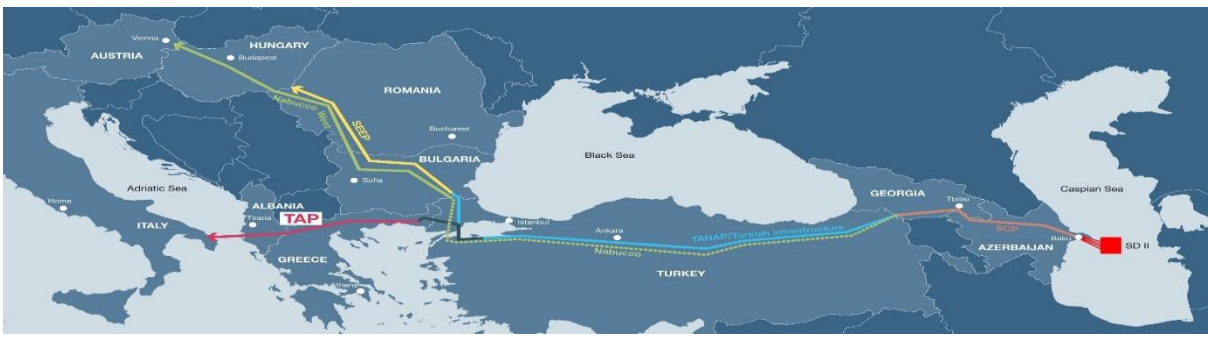 Vienna
AUSTRIA
HUNGARY
Budapest
ROMANIA
Nabucco West
SEEP
Bucharest
BULGARIA
Black Sea
Sofia
Adriatic Sea
Rome
ITALY
ALBANIA
Tirana
TAP
GREECE
Athens
Istanbul
Ankara
Nabucco
TANAP/Turkish Infrastructure
TURKEY
GEORGIA
Tbilisi
SCP
AZERBAIJAN
Baku
Caspian Sea
SD II